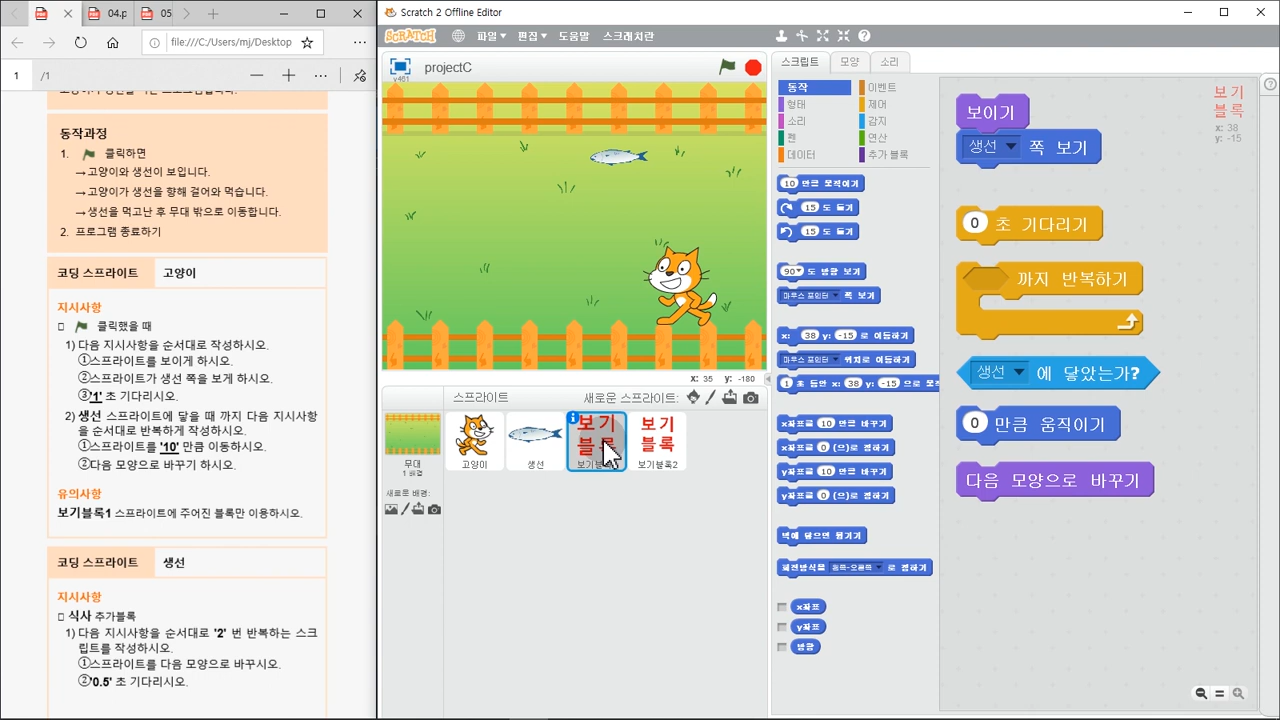 04.p
05
file:///C:/Users/mj/Desktop
1
/1
동작과정
1. 클릭하면
→고양이와 생선이 보입니다.
→고양이가 생선을 향해 걸어와 먹습니다.
→생선을 먹고난 후 무대 밖으로 이동합니다.
2. 프로그램 종료하기
코딩 스프라이트 고양이
지시사항
□ 클릭했을 때
1) 다음 지시사항을 순서대로 작성하시오.
①스프라이트를 보이게 하시오.
②스프라이트가 생선 쪽을 보게 하시오.
③'1' 초 기다리시오.
2) 생선 스프라이트에 닿을 때 까지 다음 지시사항
을 순서대로 반복하게 작성하시오.
①스프라이트를 '10' 만큼 이동하시오.
②다음 모양으로 바꾸기 하시오.
유의사항
보기블록1 스프라이트에 주어진 블록만 이용하시오.
코딩 스프라이트 생선
지시사항
□ 식사 추가블록
1) 다음 지시사항을 순서대로 '2' 번 반복하는 스크
립트를 작성하시오.
①스프라이트를 다음 모양으로 바꾸시오.
②'0.5' 초 기다리시오.
Scratch 2 Offline Editor
SCRATCH 파일 편집 도움말 스크래치란
v461
projectC
x: 35 y: -180
스프라이트 새로운 스프라이트:
무대
1 배경
새로운 배경:
고양이
생선
보기
보기
블록
보기블록2
스크립트 모양 소리
동작 이벤트
형태 제어
소리 감지
펜 연산
데이터 추가 블록
10 만큼 움직이기
15 도 돌기
15 도 돌기
90 도 방향 보기
마우스 포인터 쪽 보기
x: 38 y: -15 로 이동하기
마우스 포인터 위치로 이동하기
1 초 동안 x: 38 y: -15 으로
x좌표를 10 만큼 바꾸기
x좌표를 0 (으)로 정하기
y좌표를 10 만큼 바꾸기
y좌표를 0 (으)로 정하기
벽에 닿으면 튕기기
회전방식을 왼쪽-오른쪽 로 정하기
x좌표
y좌표
방향
보이기
생선 쪽 보기
0 초 기다리기
까지 반복하기
생선 에 닿았는가?
0 만큼 움직이기
다음 모양으로 바꾸기
보기
블록
x: 38
y: -15